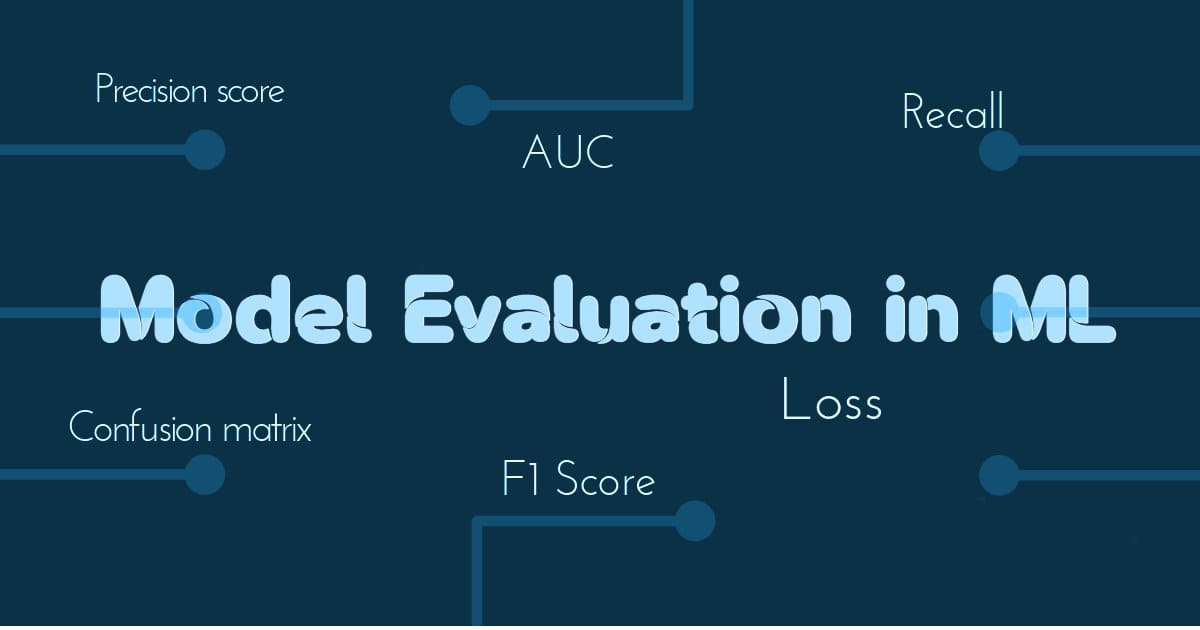 Precision score
AUC
Recall
Model Evaluation in ML
Loss
Confusion matrix
F1 Score